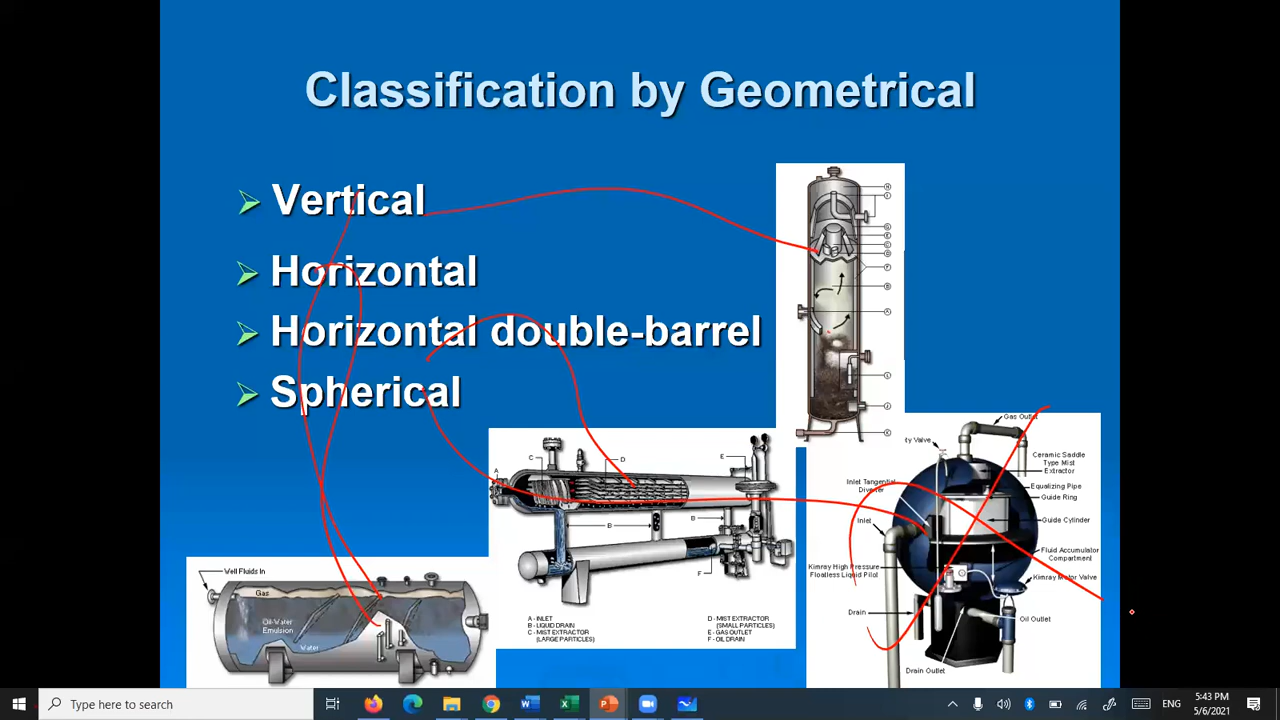 Classification by Geometrical
Vertical
Horizontal
Horizontal double-barrel
Spherical
H
I
G
E
C
D
F
B
A
L
J
K
Well Fluids In
Gas
Oil-Water
Emulsion
Water
A
C
D
E
B
B
F
A - INLET
B - LIQUID DRAIN
C - MIST EXTRACTOR
(LARGE PARTICLES)
D - MIST EXTRACTOR
(SMALL PARTICLES)
E - GAS OUTLET
F - OIL DRAIN
Gas Outlet
ty Valve
Ceramic Saddle
Type Mist
Extractor
Inlet Tangential
Diverter
Equalizing Pipe
Guide Ring
Inlet
Guide Cylinder
Fluid Accumulator
Compartment
Kimray High Pressure
Floatless Liquid Pilot
Kimray Motor Valve
Drain
Oil Outlet
Drain Outlet
Type here to search
ENG
5:43 PM
5/6/2021